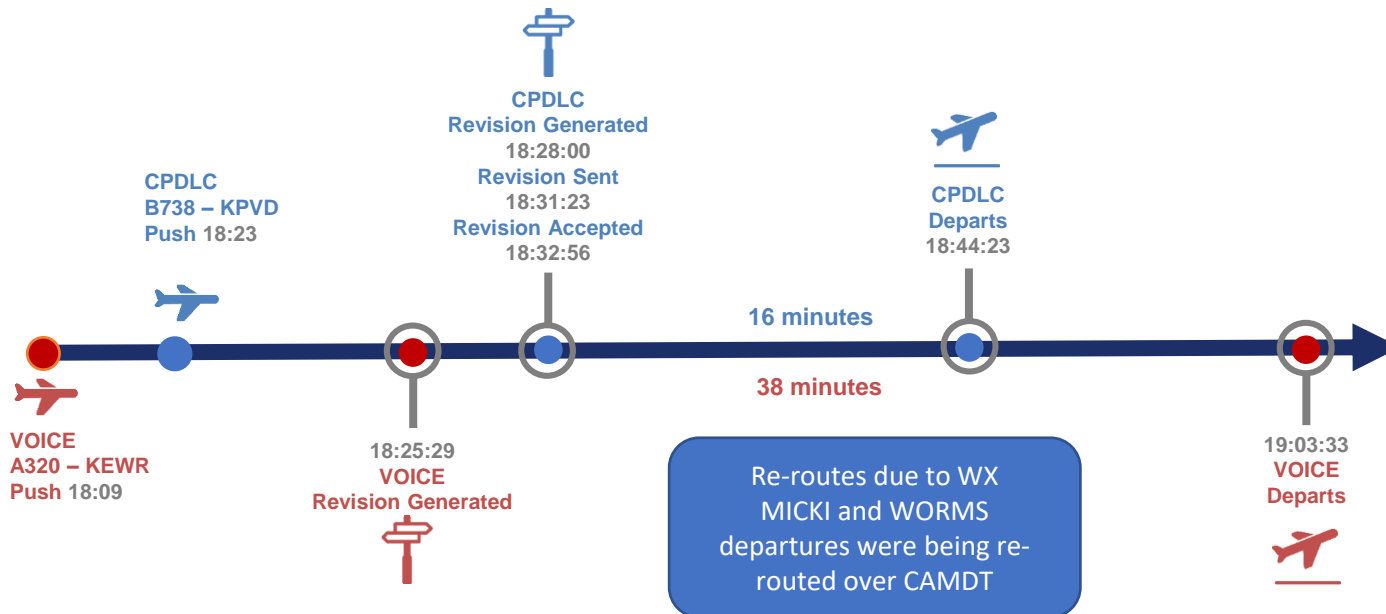 CPDLC
Revision Generated
18:28:00
Revision Sent
18:31:23
Revision Accepted
18:32:56
CPDLC
B738 – KPVD
Push 18:23
CPDLC
Departs
18:44:23
16 minutes
38 minutes
VOICE
A320 – KEWR
Push 18:09
18:25:29
VOICE
Revision Generated
Re-routes due to WX
MICKI and WORMS
departures were being re-
routed over CAMDT
19:03:33
VOICE
Departs